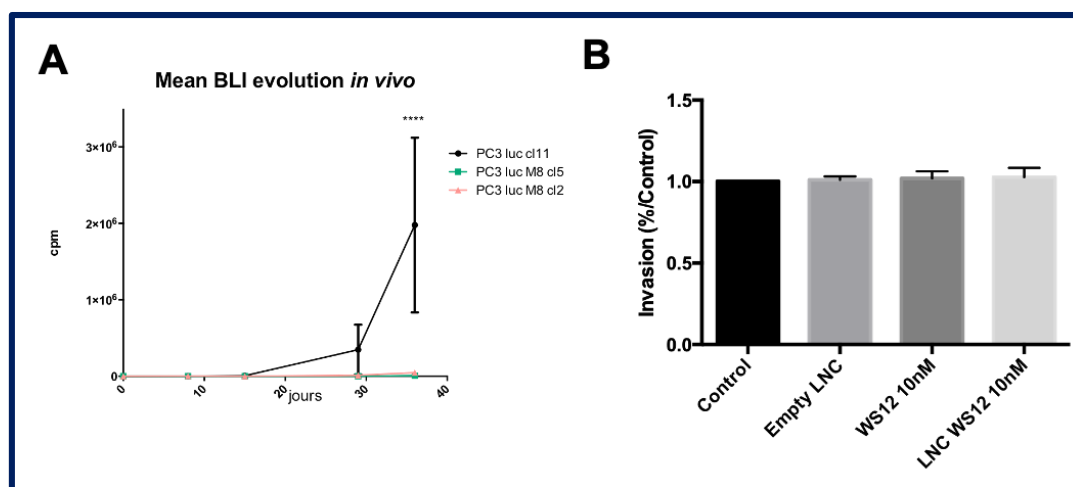 A
Mean BLI evolution in vivo
****
3×10⁶
2×10⁶
1×10⁶
0
cpm
0
10
20
30
40
jours
PC3 luc cl11
PC3 luc M8 cl5
PC3 luc M8 cl2
B
1.5
1.0
0.5
0.0
Invasion (%/Control)
Control
Empty LNC
WS12 10nM
LNC WS12 10nM